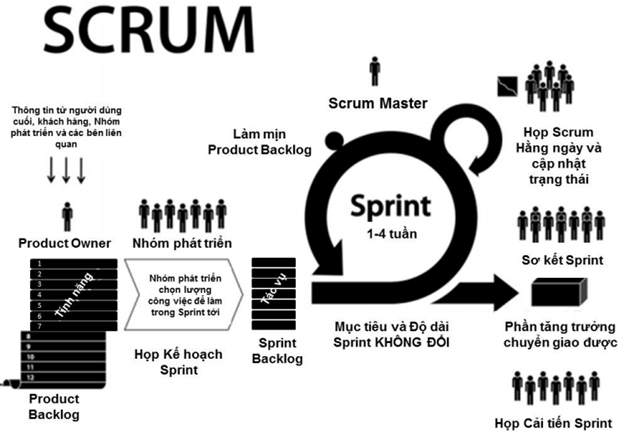 SCRUM
Thông tin từ người dùng
cuối, khách hàng, Nhóm
phát triển và các bên liên
quan
Product Owner
Nhóm phát triển
1
2
3
4
5
6
7
8
9
10
11
12
Tính năng
Product
Backlog
Nhóm phát triển
chọn lượng
công việc để làm
trong Sprint tới
Họp Kế hoạch
Sprint
Tác vụ
Sprint
Backlog
Làm mịn
Product Backlog
Scrum Master
Sprint
1-4 tuần
Mục tiêu và Độ dài
Sprint KHÔNG ĐỔI
Họp Scrum
Hằng ngày và
cập nhật
trạng thái
Sơ kết Sprint
Phần tăng trưởng
chuyển giao được
Họp Cải tiến Sprint